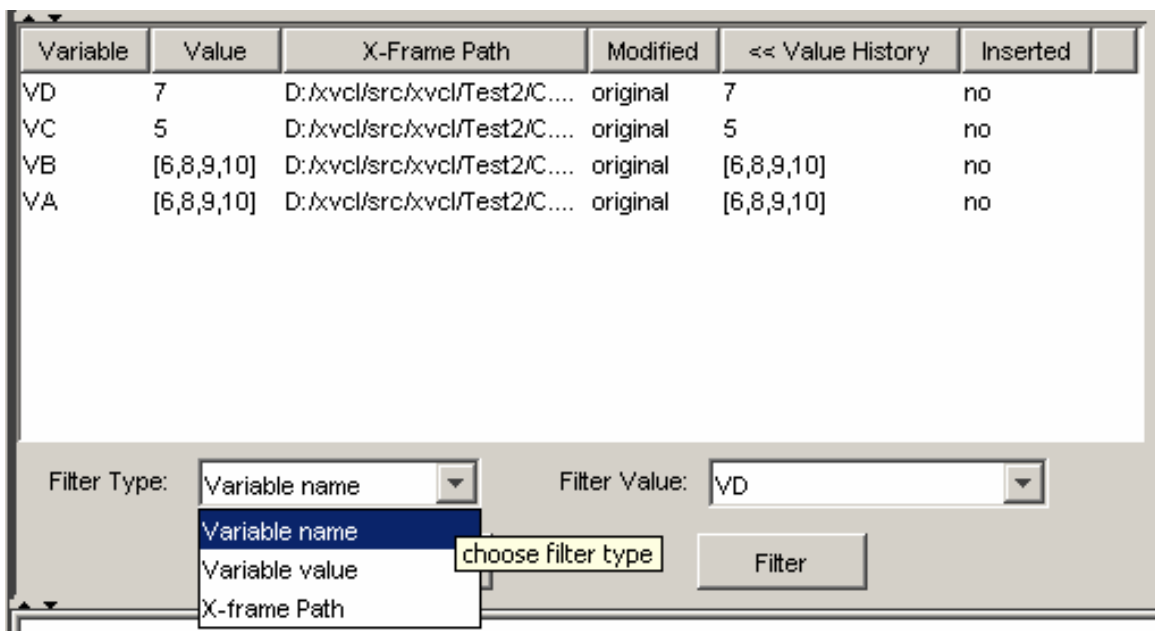 Variable Value X-Frame Path Modified << Value History Inserted
VD 7 D:/xvcl/src/xvcl/Test2/C.... original 7 no
VC 5 D:/xvcl/src/xvcl/Test2/C.... original 5 no
VB [6,8,9,10] D:/xvcl/src/xvcl/Test2/C.... original [6,8,9,10] no
VA [6,8,9,10] D:/xvcl/src/xvcl/Test2/C.... original [6,8,9,10] no
Filter Type: Variable name Filter Value: VD
Variable name
choose filter type
Variable value Filter
X-frame Path